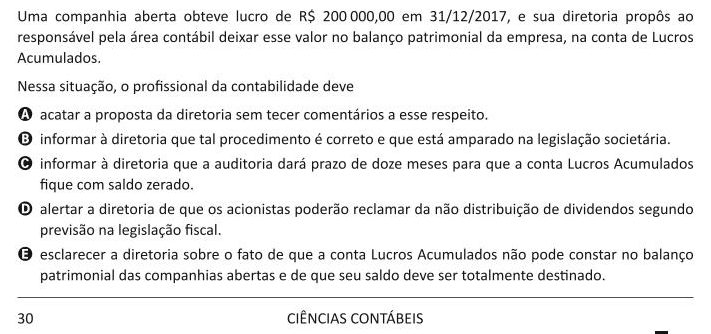 Uma companhia aberta obteve lucro de R$ 200 000,00 em 31/12/2017, e sua diretoria propôs ao
responsável pela área contábil deixar esse valor no balanço patrimonial da empresa, na conta de Lucros
Acumulados.
Nessa situação, o profissional da contabilidade deve
A acatar a proposta da diretoria sem tecer comentários a esse respeito.
B informar à diretoria que tal procedimento é correto e que está amparado na legislação societária.
C informar à diretoria que a auditoria dará prazo de doze meses para que a conta Lucros Acumulados
fique com saldo zerado.
D alertar a diretoria de que os acionistas poderão reclamar da não distribuição de dividendos segundo
previsão na legislação fiscal.
E esclarecer a diretoria sobre o fato de que a conta Lucros Acumulados não pode constar no balanço
patrimonial das companhias abertas e de que seu saldo deve ser totalmente destinado.
30 CIÊNCIAS CONTÁBEIS